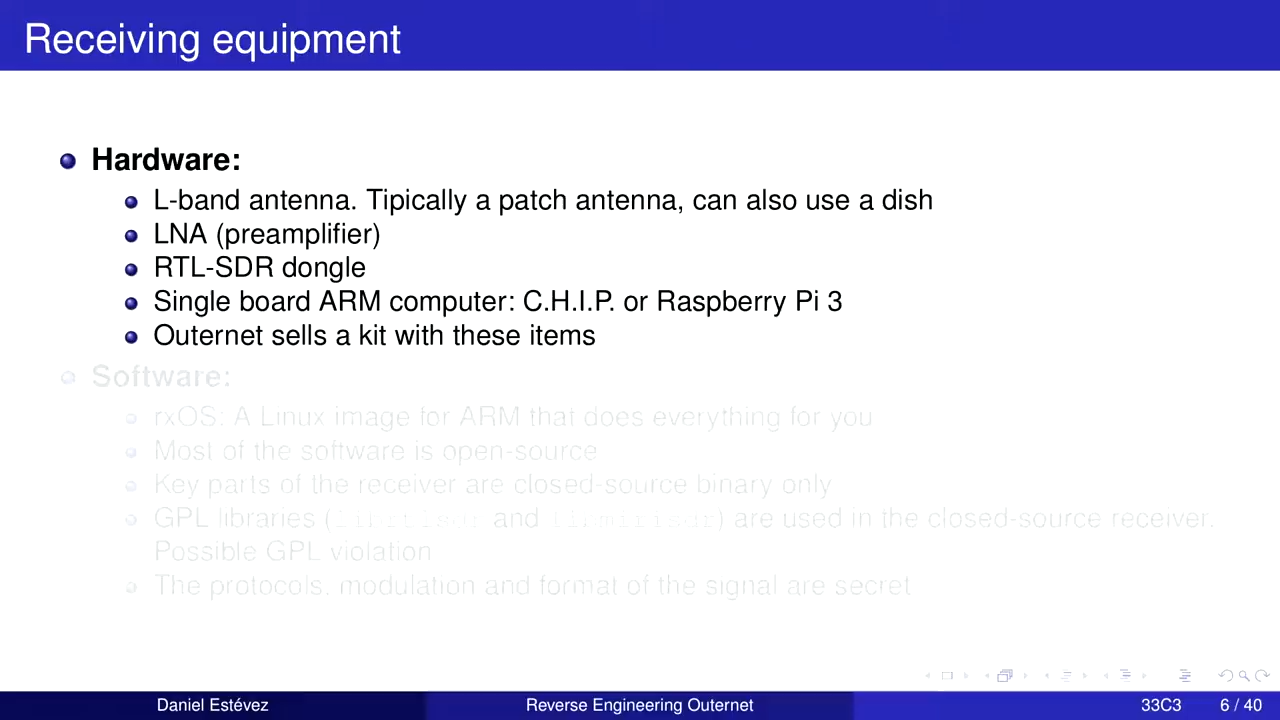 Receiving equipment
Hardware:
L-band antenna. Tipically a patch antenna, can also use a dish
LNA (preamplifier)
RTL-SDR dongle
Single board ARM computer: C.H.I.P. or Raspberry Pi 3
Outernet sells a kit with these items
Software:
rxOS: A Linux image for ARM that does everything for you
Most of the software is open-source
Key parts of the receiver are closed-source binary only
GPL libraries (librtlsdr and libmirisdr) are used in the closed-source receiver.
Possible GPL violation
The protocols, modulation and format of the signal are secret
Daniel Estévez Reverse Engineering Outernet 33C3 6 / 40